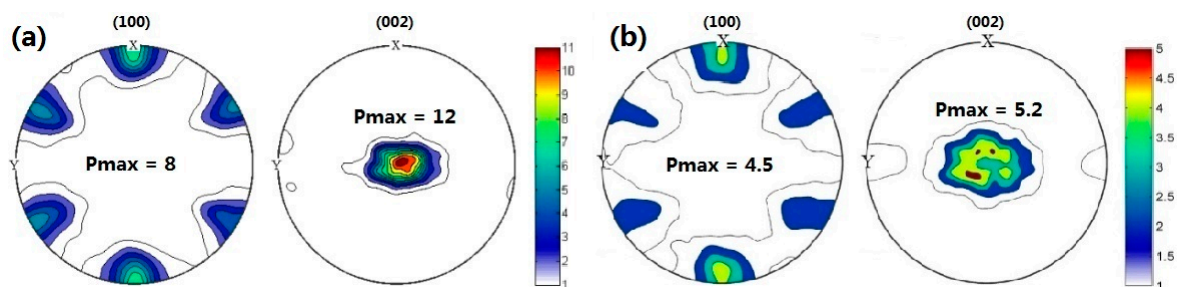 (a)
(100)
X
Y
Pmax = 8
(002)
X
Y
Pmax = 12
11
10
9
8
7
6
5
4
3
2
1
(b)
(100)
X
Y
Pmax = 4.5
(002)
X
Y
Pmax = 5.2
5
4.5
4
3.5
3
2.5
2
1.5
1